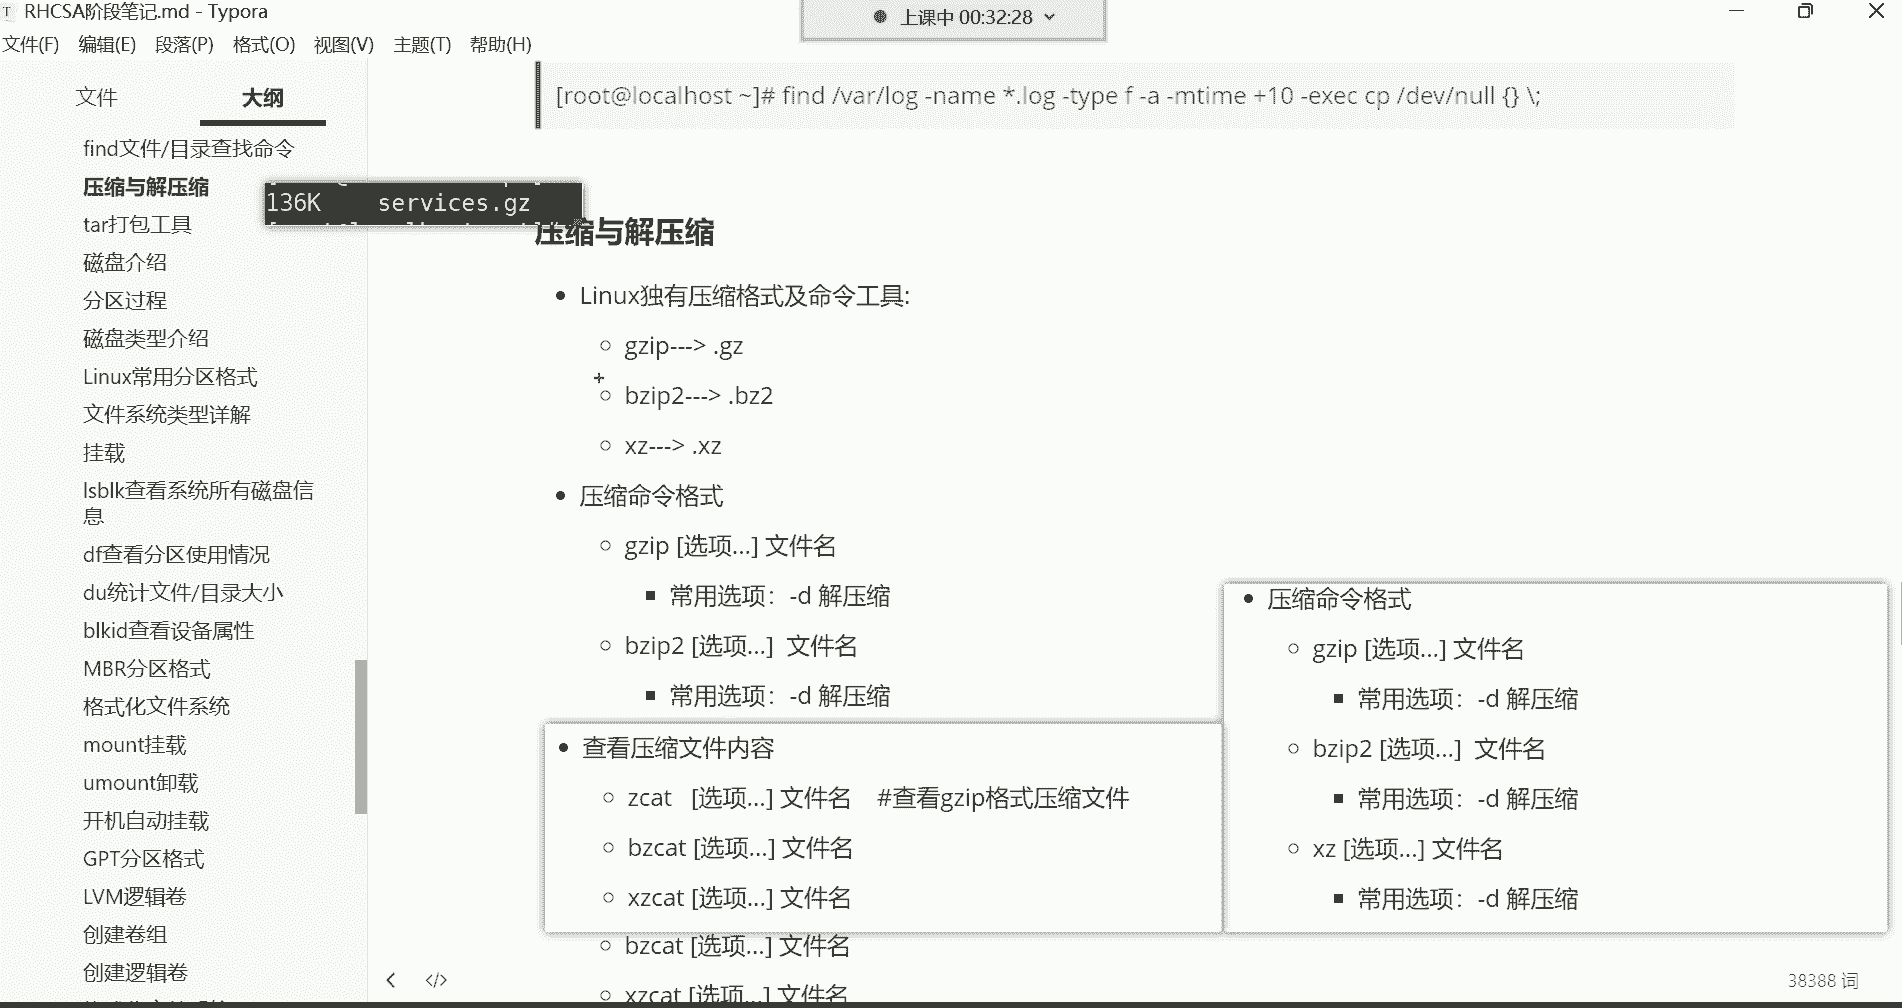 RHCSA阶段笔记.md - Typora
上课中 00:32:28
文件(F) 编辑(E) 段落(P) 格式(O) 视图(V) 主题(T) 帮助(H)
文件 大纲
find文件/目录查找命令
压缩与解压缩
tar打包工具
磁盘介绍
分区过程
磁盘类型介绍
Linux常用分区格式
文件系统类型详解
挂载
lsblk查看系统所有磁盘信
息
df查看分区使用情况
du统计文件/目录大小
blkid查看设备属性
MBR分区格式
格式化文件系统
mount挂载
umount卸载
开机自动挂载
GPT分区格式
LVM逻辑卷
创建卷组
创建逻辑卷
[root@localhost ~]# find /var/log -name *.log -type f -a -mtime +10 -exec cp /dev/null {} \;
136K services.gz
压缩与解压缩
Linux独有压缩格式及命令工具:
gzip---> .gz
bzip2---> .bz2
xz---> .xz
压缩命令格式
gzip [选项...] 文件名
常用选项：-d 解压缩
bzip2 [选项...] 文件名
常用选项：-d 解压缩
查看压缩文件内容
zcat [选项...] 文件名 #查看gzip格式压缩文件
bzcat [选项...] 文件名
xzcat [选项...] 文件名
bzcat [选项...] 文件名
xzcat [选项...] 文件名
压缩命令格式
gzip [选项...] 文件名
常用选项：-d 解压缩
bzip2 [选项...] 文件名
常用选项：-d 解压缩
xz [选项...] 文件名
常用选项：-d 解压缩
38388 词